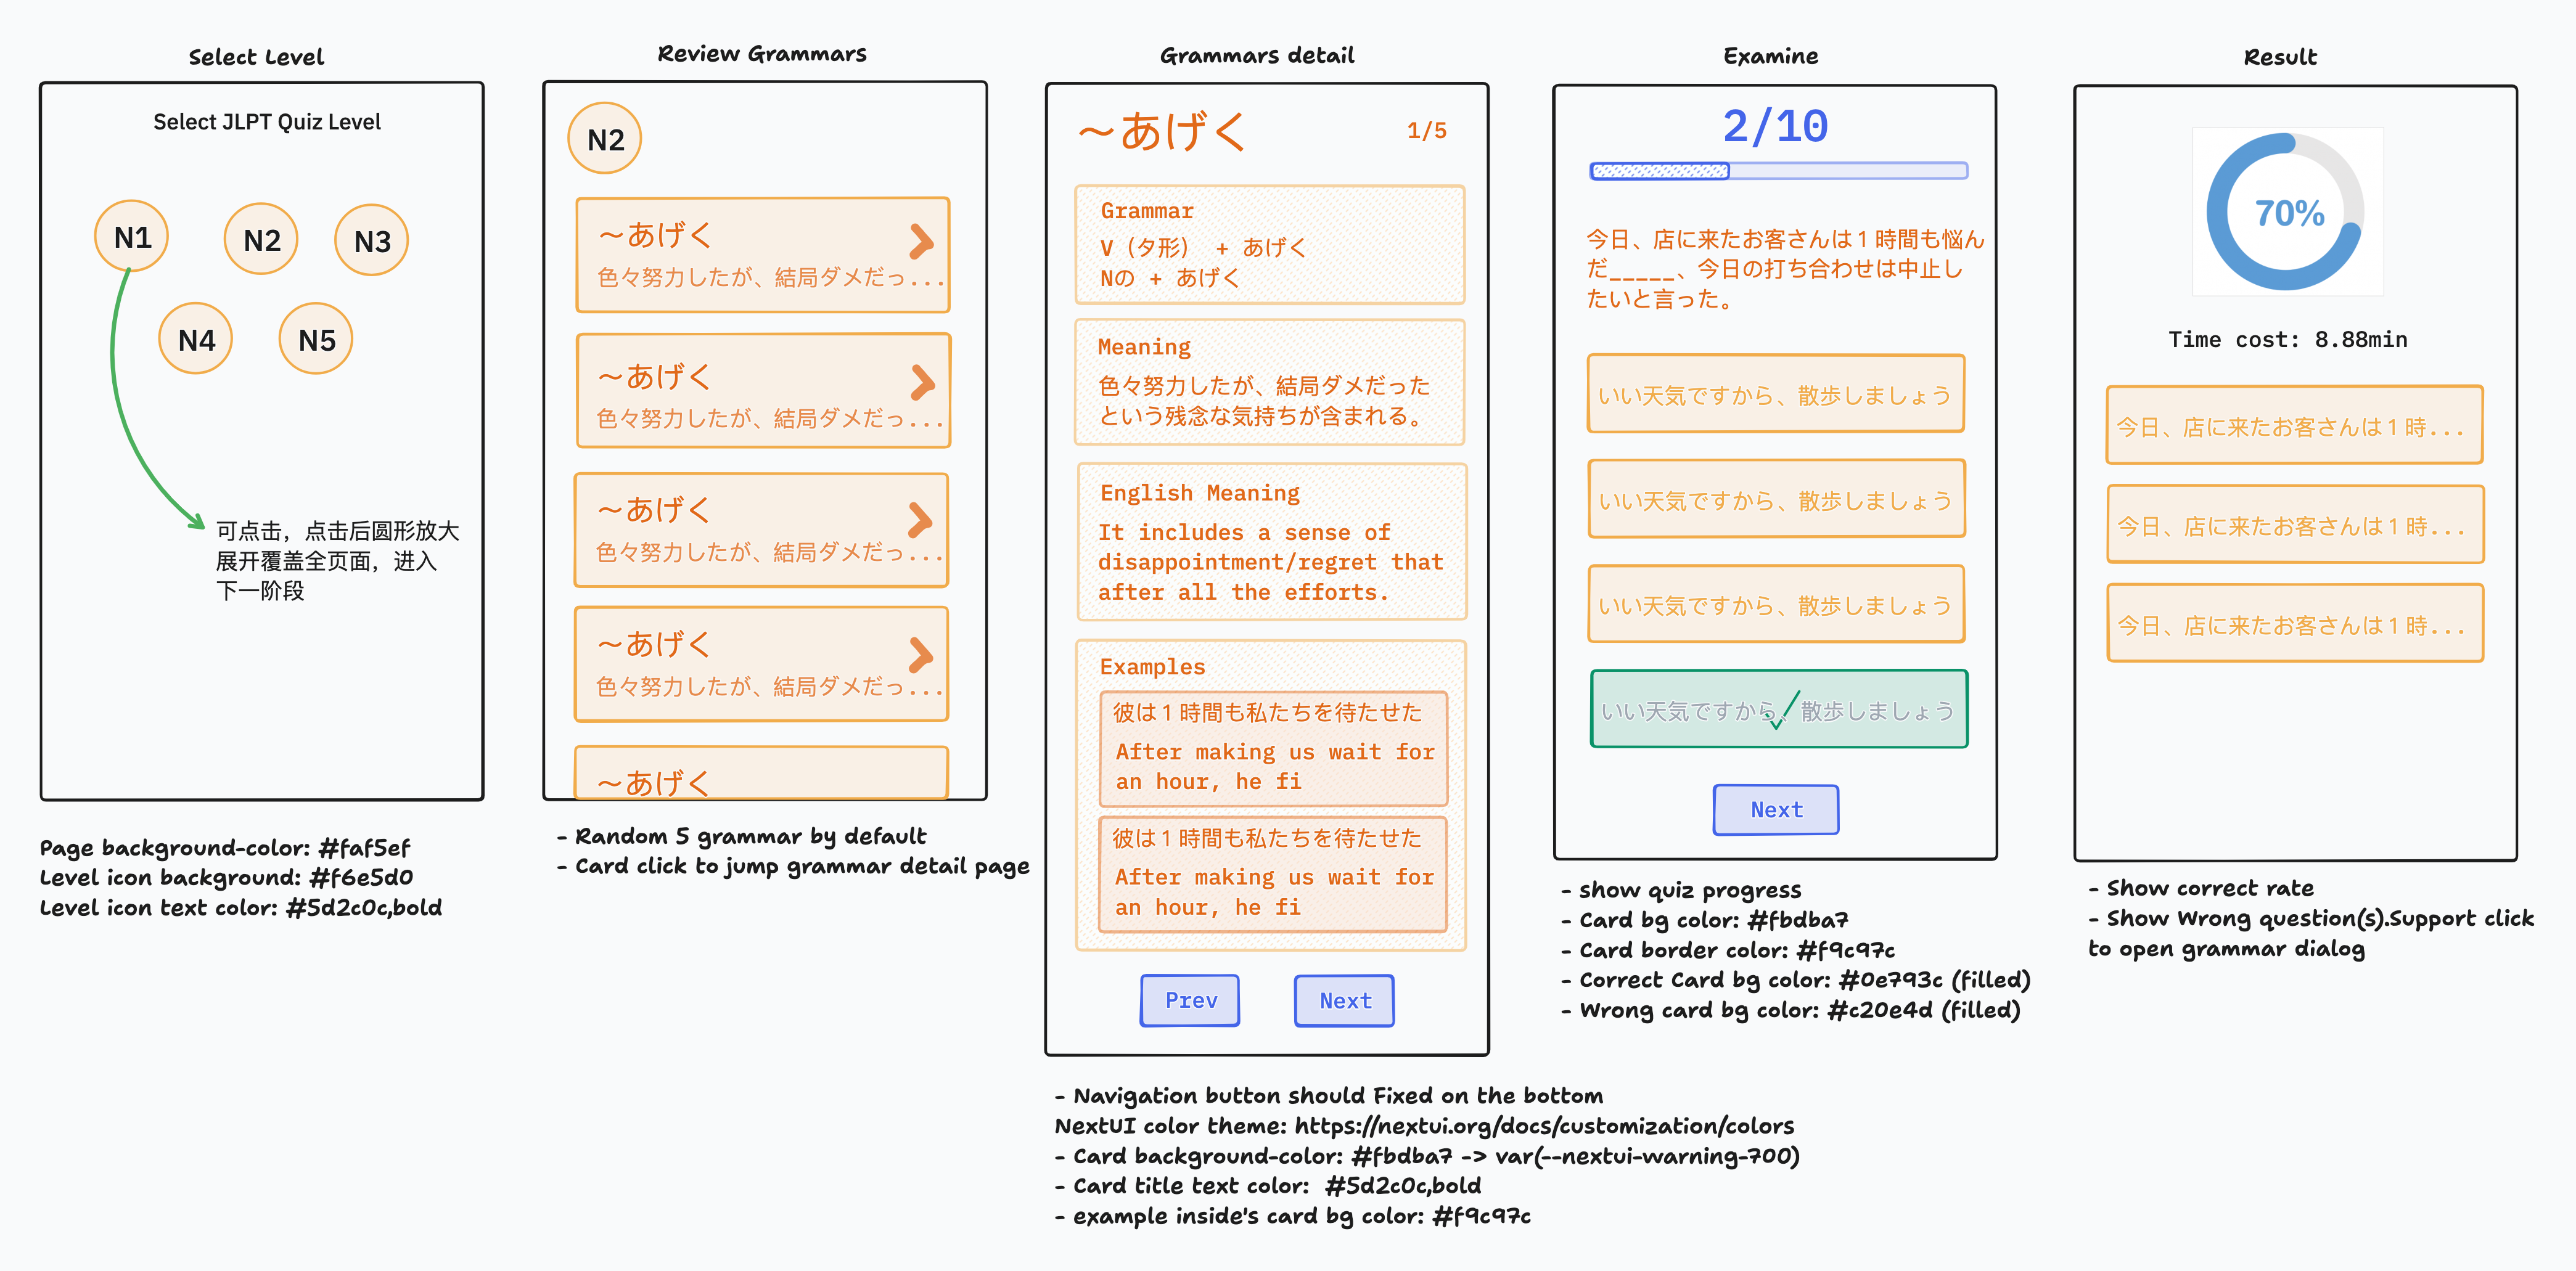 Select Level
Select JLPT Quiz Level
N1
N2
N3
N4
N5
可点击，点击后圆形放大
展开覆盖全页面，进入
下一阶段
Page background-color: #faf5ef
Level icon background: #f6e5d0
Level icon text color: #5d2c0c,bold
Review Grammars
N2
～あげく
色々努力したが、結局ダメだっ...
～あげく
色々努力したが、結局ダメだっ...
～あげく
色々努力したが、結局ダメだっ...
～あげく
色々努力したが、結局ダメだっ...
～あげく
- Random 5 grammar by default
- Card click to jump grammar detail page
Grammars detail
～あげく
1/5
Grammar
V（タ形） + あげく
Nの + あげく
Meaning
色々努力したが、結局ダメだった
という残念な気持ちが含まれる。
English Meaning
It includes a sense of
disappointment/regret that
after all the efforts.
Examples
彼は１時間も私たちを待たせた
After making us wait for
an hour, he fi
彼は１時間も私たちを待たせた
After making us wait for
an hour, he fi
Prev
Next
- Navigation button should Fixed on the bottom
NextUI color theme: https://nextui.org/docs/customization/colors
- Card background-color: #fbdba7 -> var(--nextui-warning-700)
- Card title text color: #5d2c0c,bold
- example inside's card bg color: #f9c97c
Examine
2/10
今日、店に来たお客さんは１時間も悩ん
だ_____、今日の打ち合わせは中止し
たいと言った。
いい天気ですから、散歩しましょう
いい天気ですから、散歩しましょう
いい天気ですから、散歩しましょう
いい天気ですから、散歩しましょう
Next
- show quiz progress
- Card bg color: #fbdba7
- Card border color: #f9c97c
- Correct Card bg color: #0e793c (filled)
- Wrong card bg color: #c20e4d (filled)
Result
70%
Time cost: 8.88min
今日、店に来たお客さんは１時...
今日、店に来たお客さんは１時...
今日、店に来たお客さんは１時...
- Show correct rate
- Show Wrong question(s).Support click
to open grammar dialog